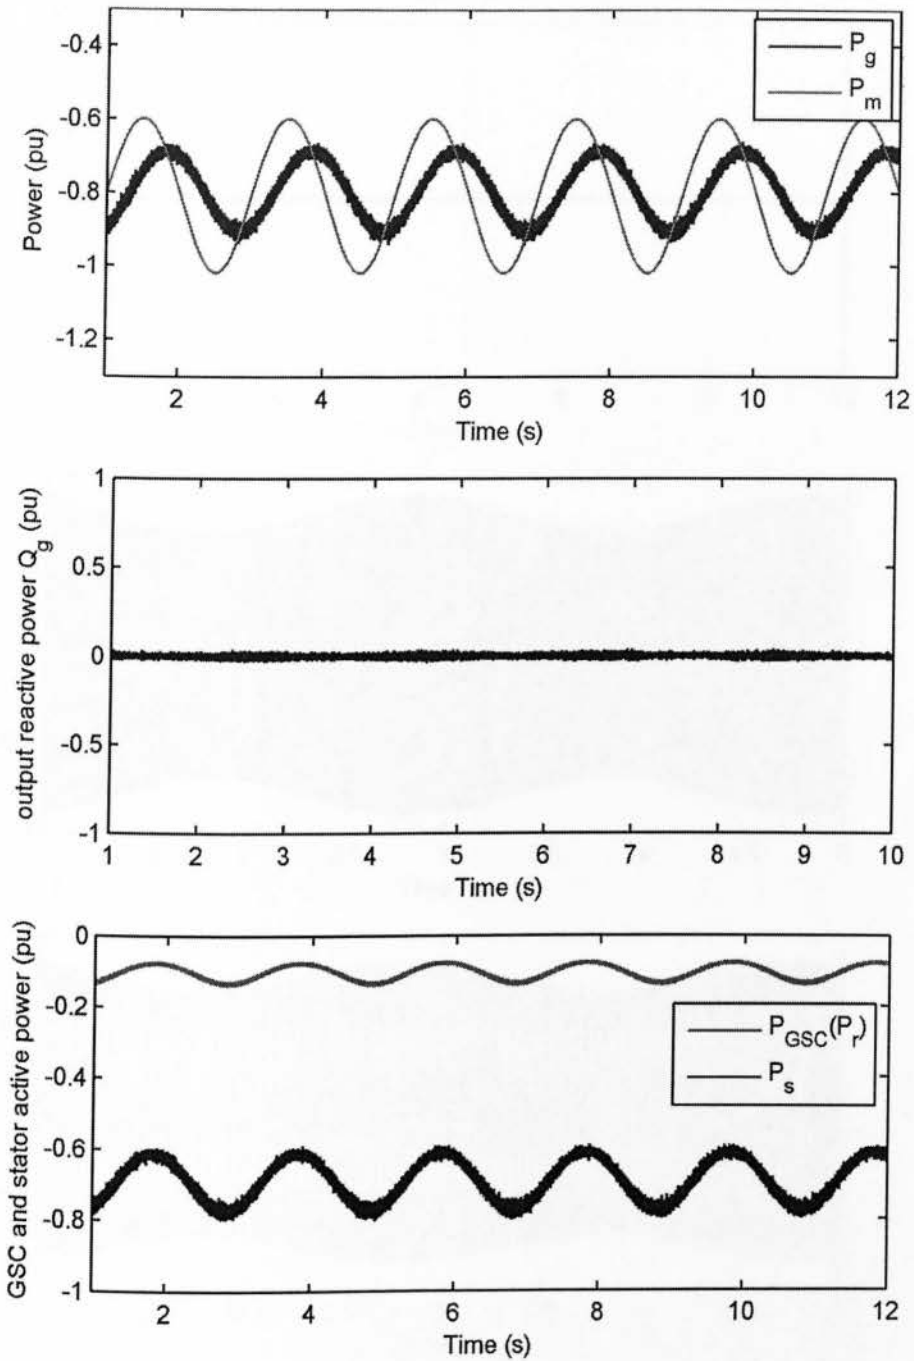 -0.4
-0.6
-0.8
-1
-1.2
Power (pu)
P_g
P_m
2 4 6 8 10 12
Time (s)
1
0.5
0
-0.5
-1
output reactive power Q_g (pu)
1 2 3 4 5 6 7 8 9 10
Time (s)
0
-0.2
-0.4
-0.6
-0.8
-1
GSC and stator active power (pu)
P_GSC(P_r)
P_s
2 4 6 8 10 12
Time (s)